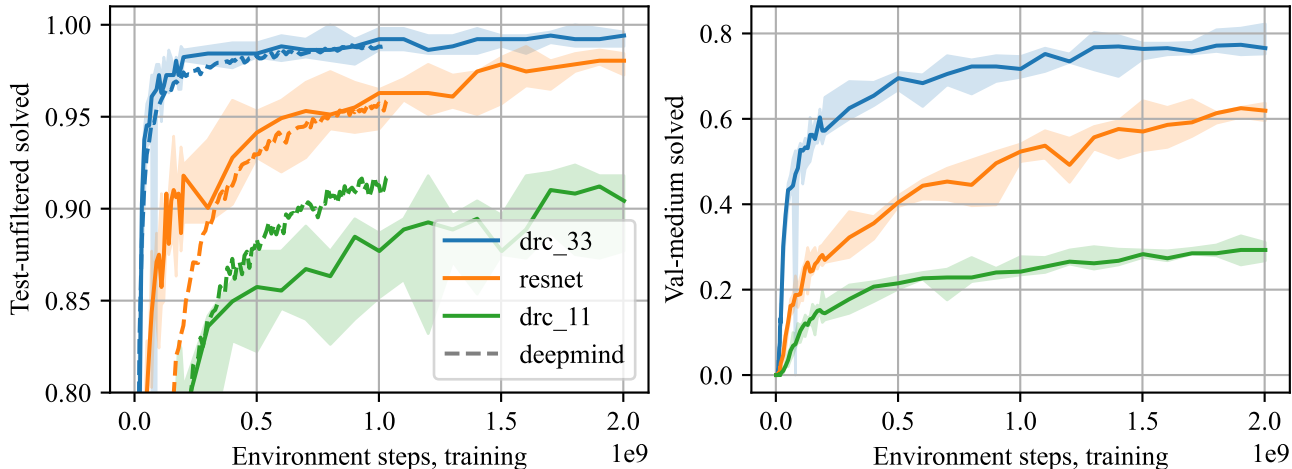 Test-unfiltered solved
1.00
0.95
0.90
0.85
0.80
0.0
0.5
1.0
1.5
2.0
1e9
Environment steps, training
drc_33
resnet
drc_11
deepmind
Val-medium solved
0.8
0.6
0.4
0.2
0.0
0.0
0.5
1.0
1.5
2.0
1e9
Environment steps, training